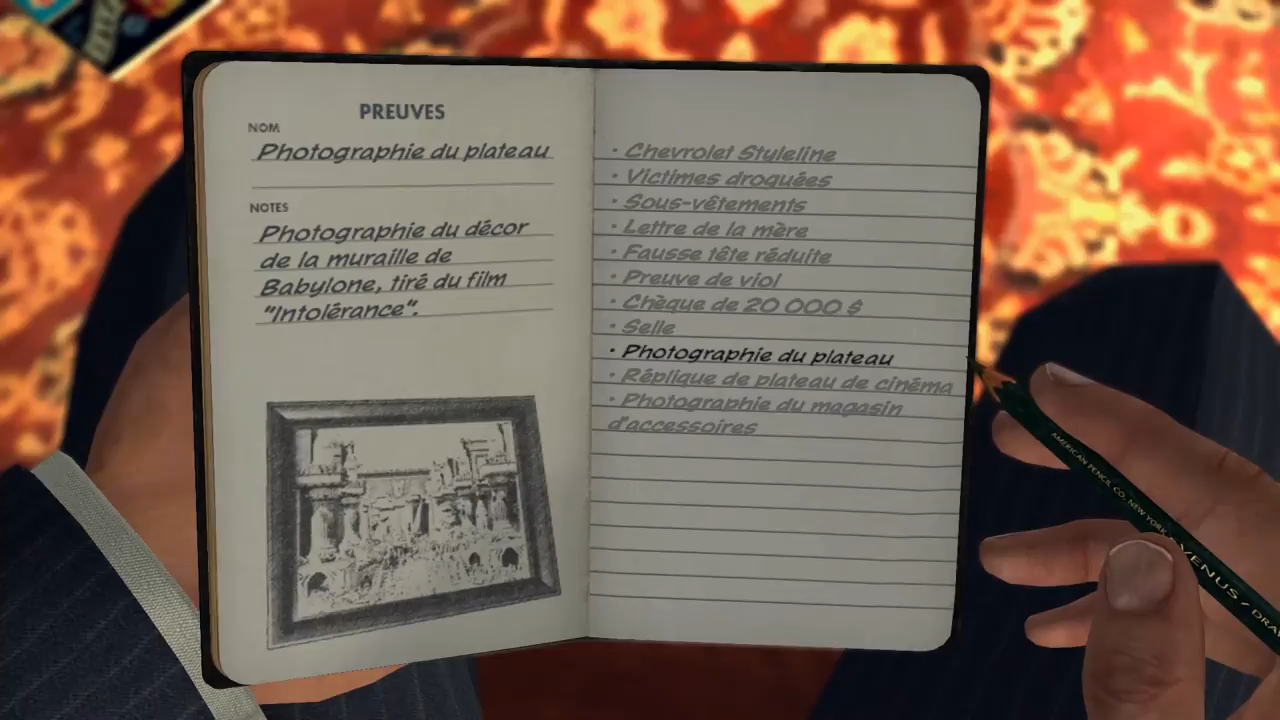 PREUVES
NOM
Photographie du plateau
NOTES
Photographie du décor
de la muraille de
Babylone, tiré du film
"Intolérance".
· Chevrolet Styleline
· Victimes droguées
· Sous-vêtements
· Lettre de la mère
· Fausse tête réduite
· Preuve de viol
· Chèque de 20 000 $
· Selle
· Photographie du plateau
· Réplique de plateau de cinéma
· Photographie du magasin
d'accessoires
AMERICAN PENCIL CO. NEW YORK
VENUS / DRA